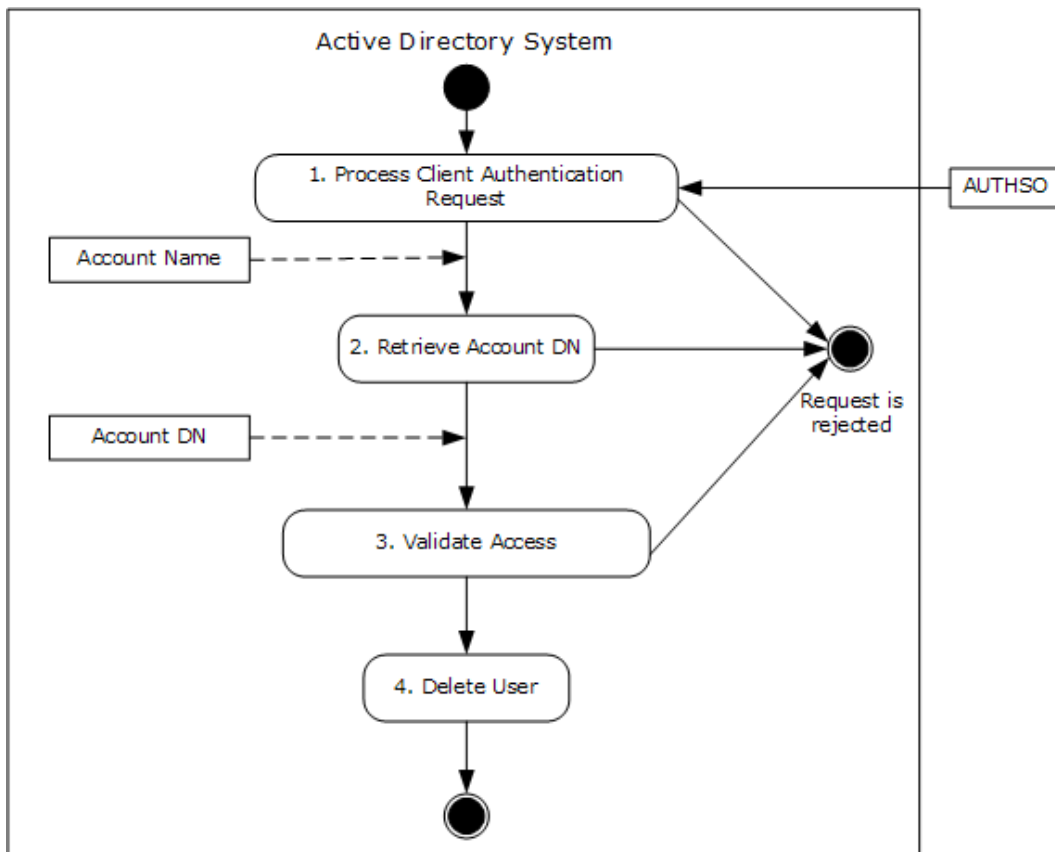 Active Directory System
1. Process Client Authentication
Request
AUTHSO
Account Name
2. Retrieve Account DN
Request is
rejected
Account DN
3. Validate Access
4. Delete User